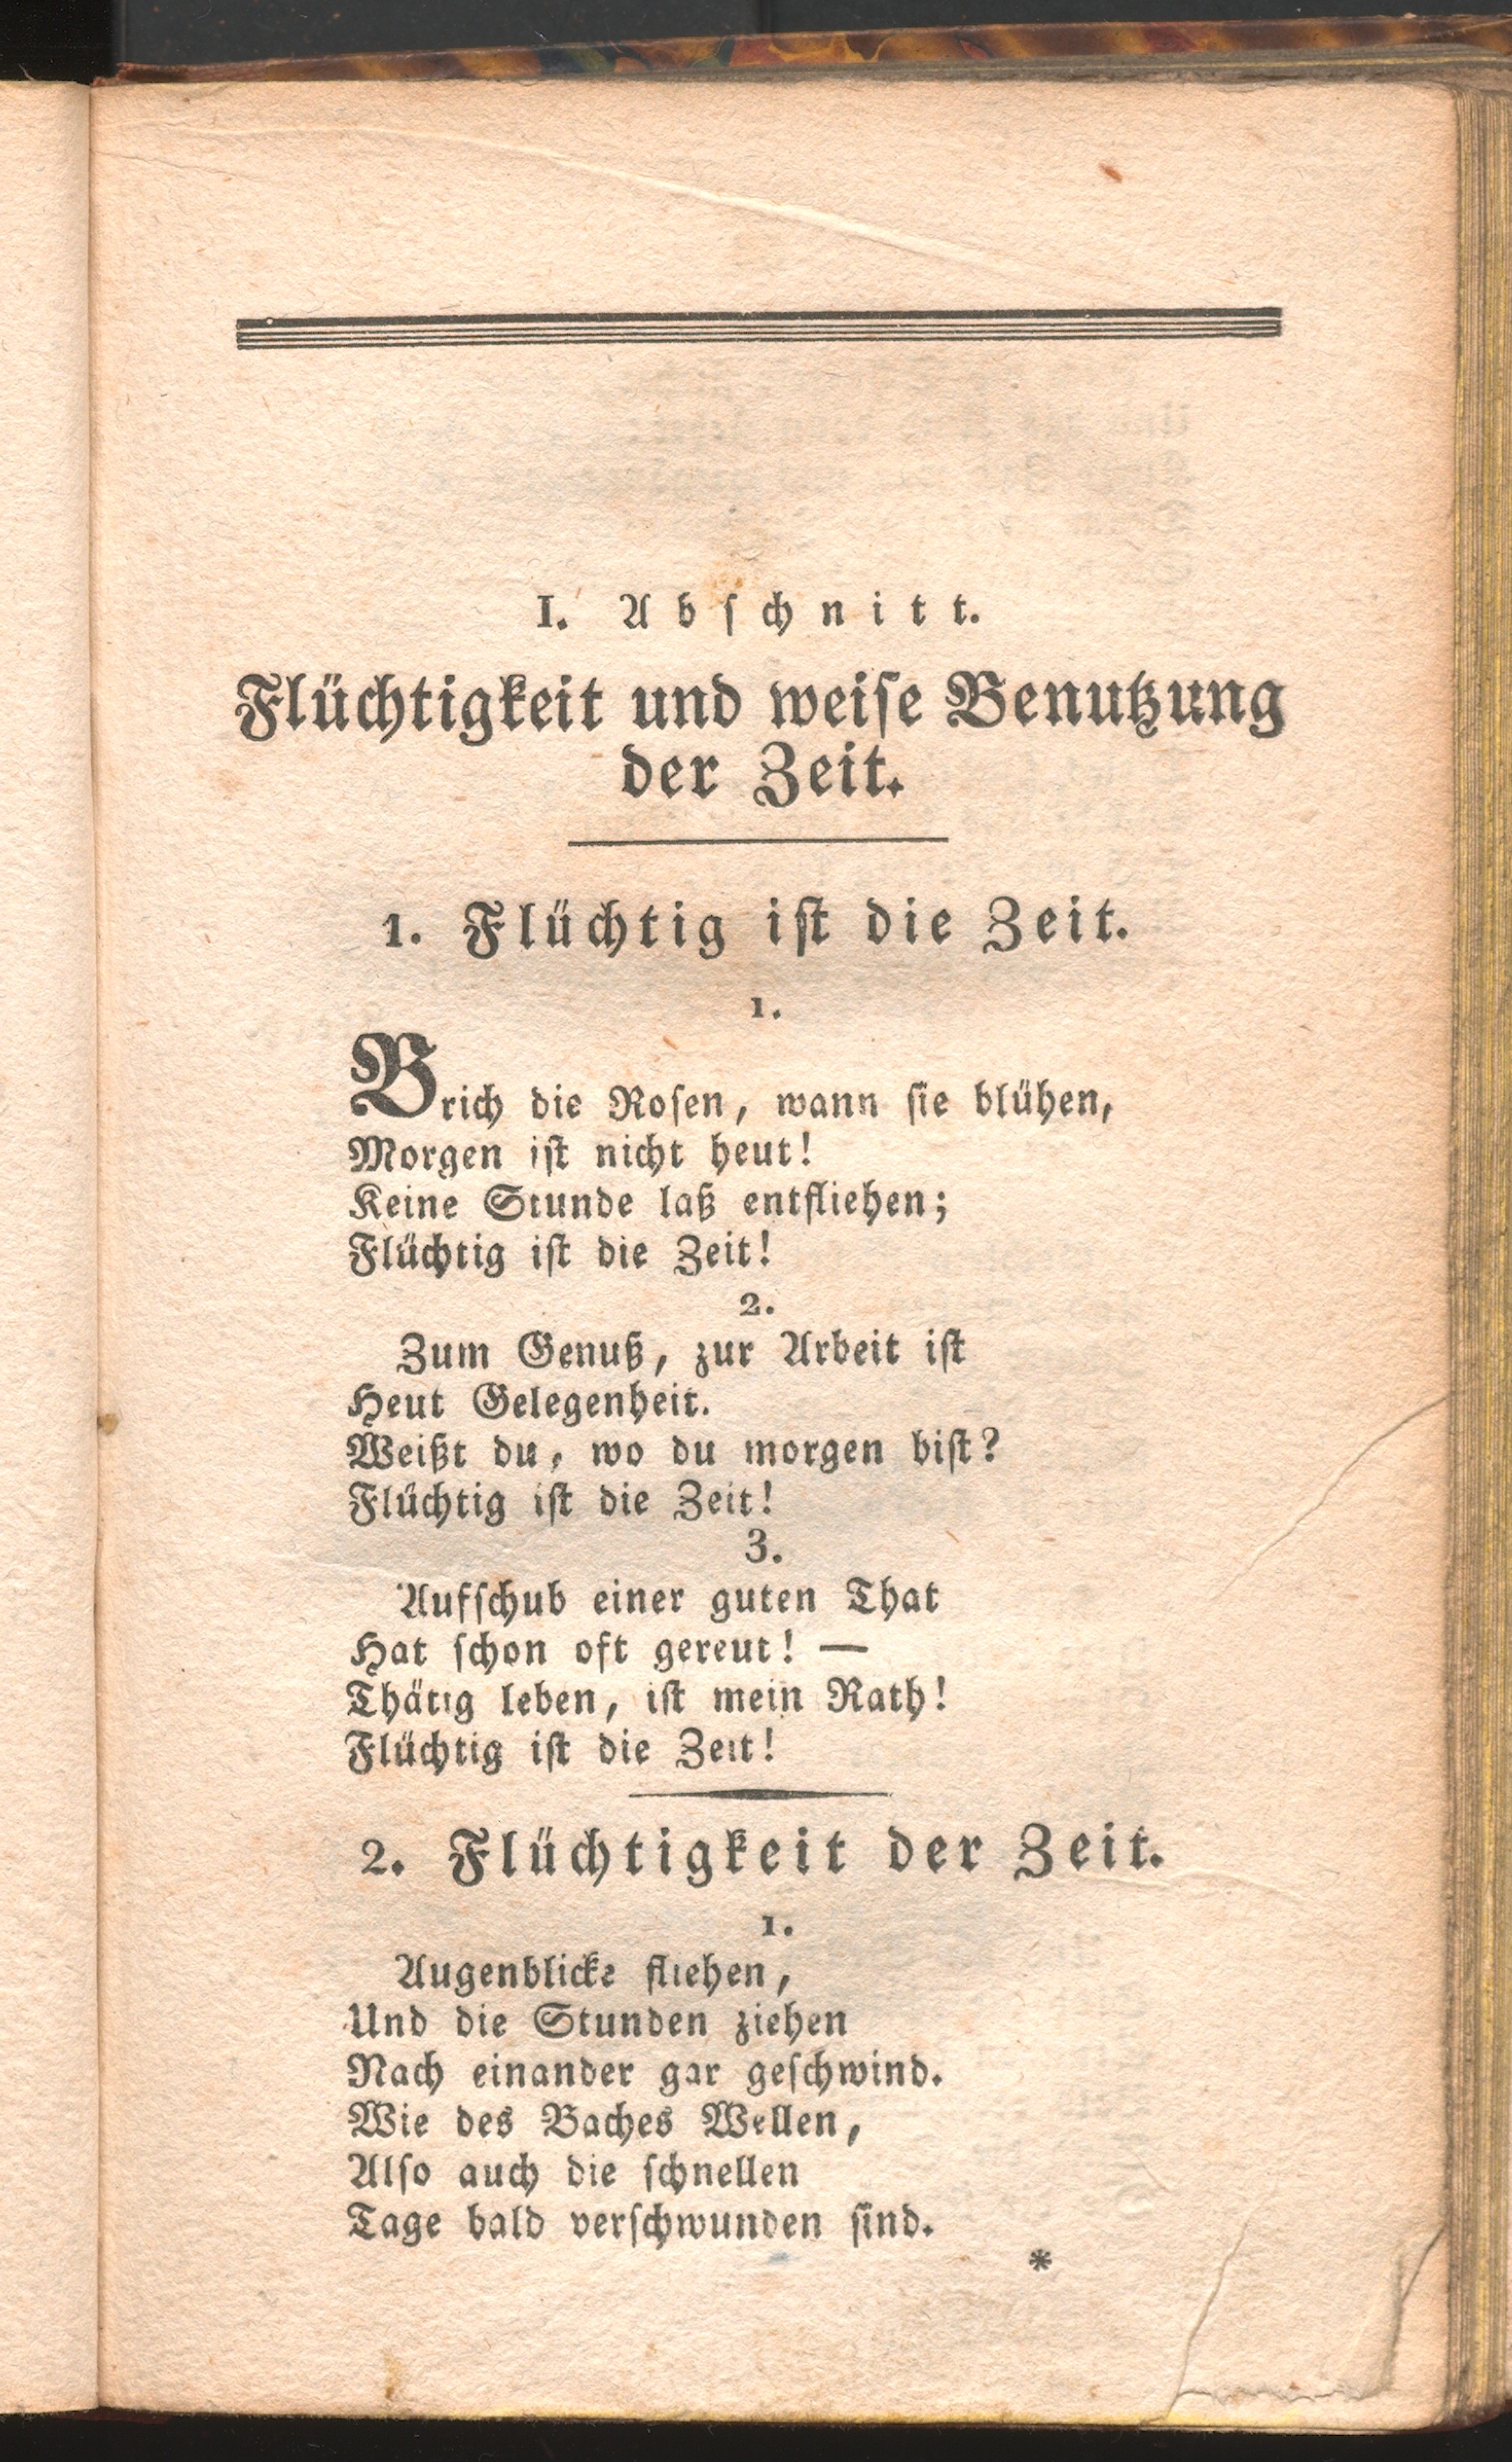 I. Abschnitt.
Flüchtigkeit und weise Benutzung
der Zeit.
1. Flüchtig ist die Zeit.
1.
Brich die Rosen, wann sie blühen,
Morgen ist nicht heut!
Keine Stunde laß entfliehen;
Flüchtig ist die Zeit!
2.
Zum Genuß, zur Arbeit ist
Heut Gelegenheit.
Weißt du, wo du morgen bist?
Flüchtig ist die Zeit!
3.
Aufschub einer guten That
Hat schon oft gereut! —
Thätig leben, ist mein Rath!
Flüchtig ist die Zeit!
2. Flüchtigkeit der Zeit.
1.
Augenblicke fliehen,
Und die Stunden ziehen
Nach einander gar geschwind.
Wie des Baches Wellen,
Also auch die schnellen
Tage bald verschwunden sind.
*